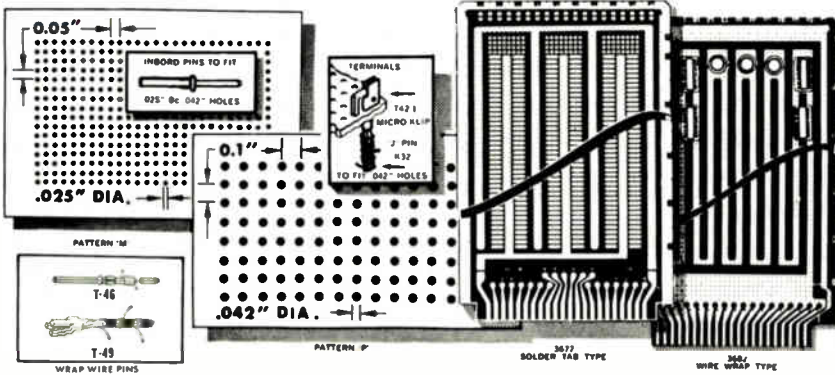 0.05"
INBORD PINS TO FIT
.025" & .042" HOLES
.025" DIA.
PATTERN 'M'
T-46
T-49
WRAP WIRE PINS
TERMINALS
T42-1
MICRO KLIP
J PIN
K32
TO FIT .042" HOLES
0.1"
.042" DIA.
PATTERN 'P'
3677
SOLDER TAB TYPE
WIRE WRAP TYPE